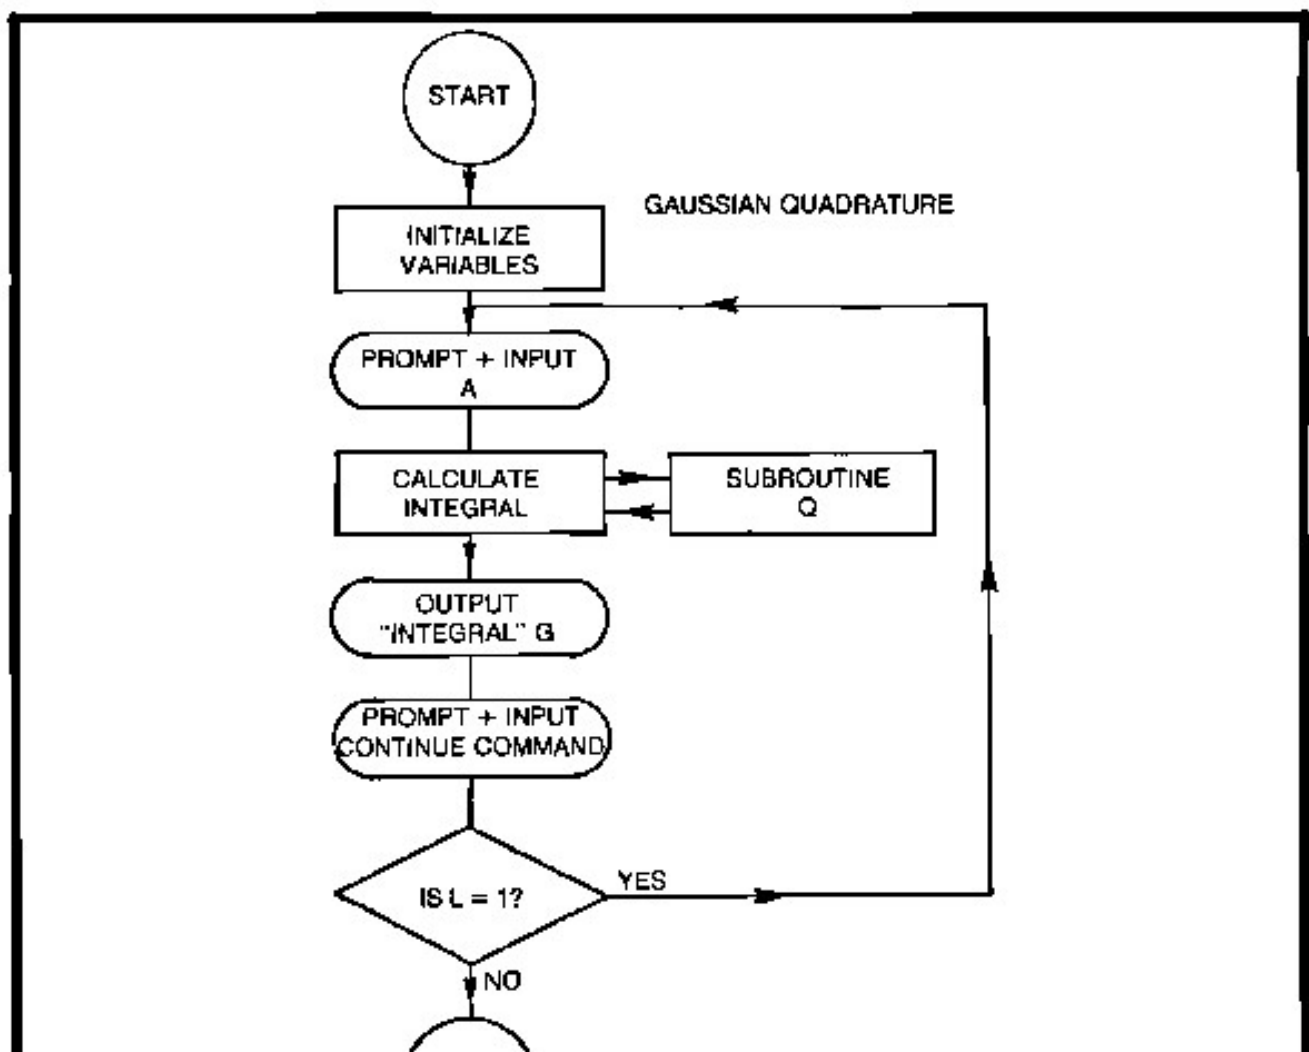 START
GAUSSIAN QUADRATURE
INITIALIZE
VARIABLES
PROMPT + INPUT
A
CALCULATE
INTEGRAL
SUBROUTINE
Q
OUTPUT
"INTEGRAL" G
PROMPT + INPUT
CONTINUE COMMAND
IS L = 1?
YES
NO